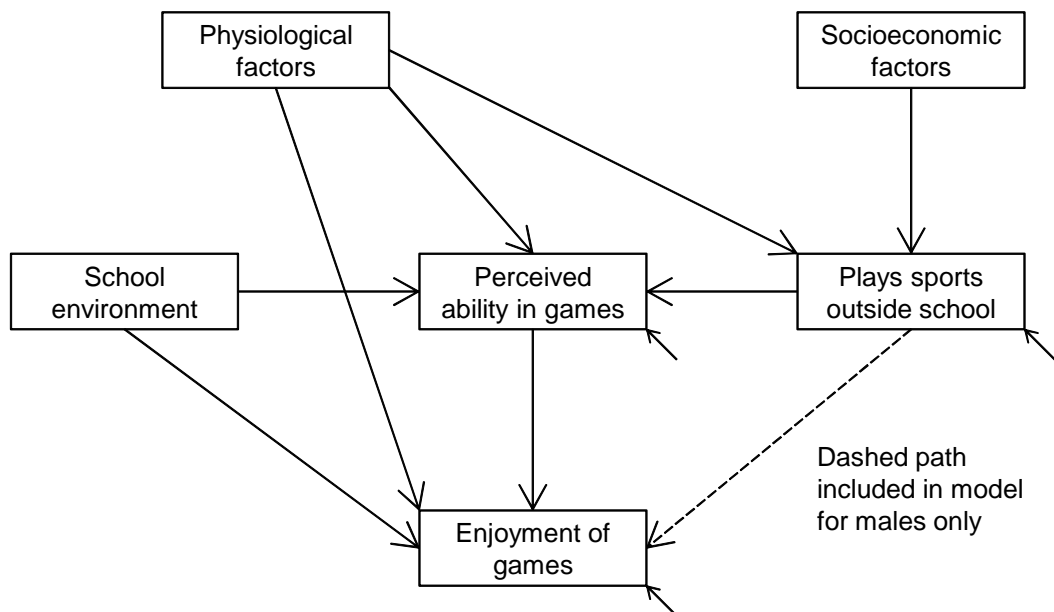 Physiological
factors
Socioeconomic
factors
School
environment
Perceived
ability in games
Plays sports
outside school
Dashed path
included in model
for males only
Enjoyment of
games